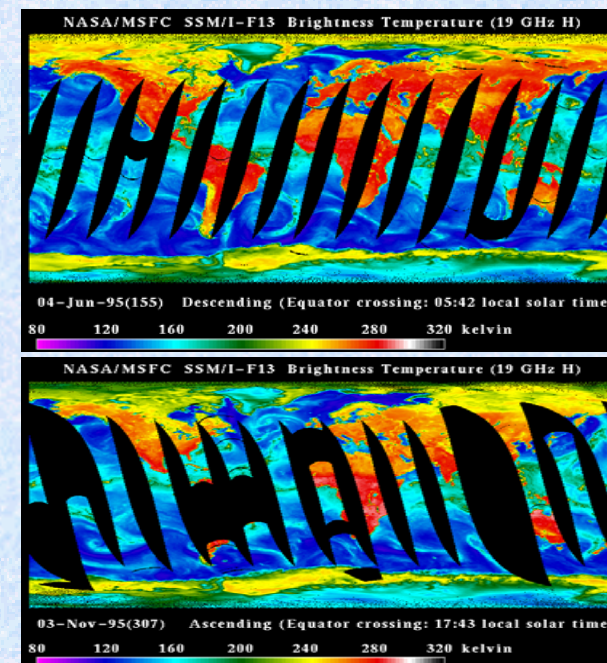 NASA/MSFC SSM/I-F13 Brightness Temperature (19 GHz H)
04-Jun-95(155) Descending (Equator crossing: 05:42 local solar time
80 120 160 200 240 280 320 kelvin
NASA/MSFC SSM/I-F13 Brightness Temperature (19 GHz H)
03-Nov-95(307) Ascending (Equator crossing: 17:43 local solar time
80 120 160 200 240 280 320 kelvin